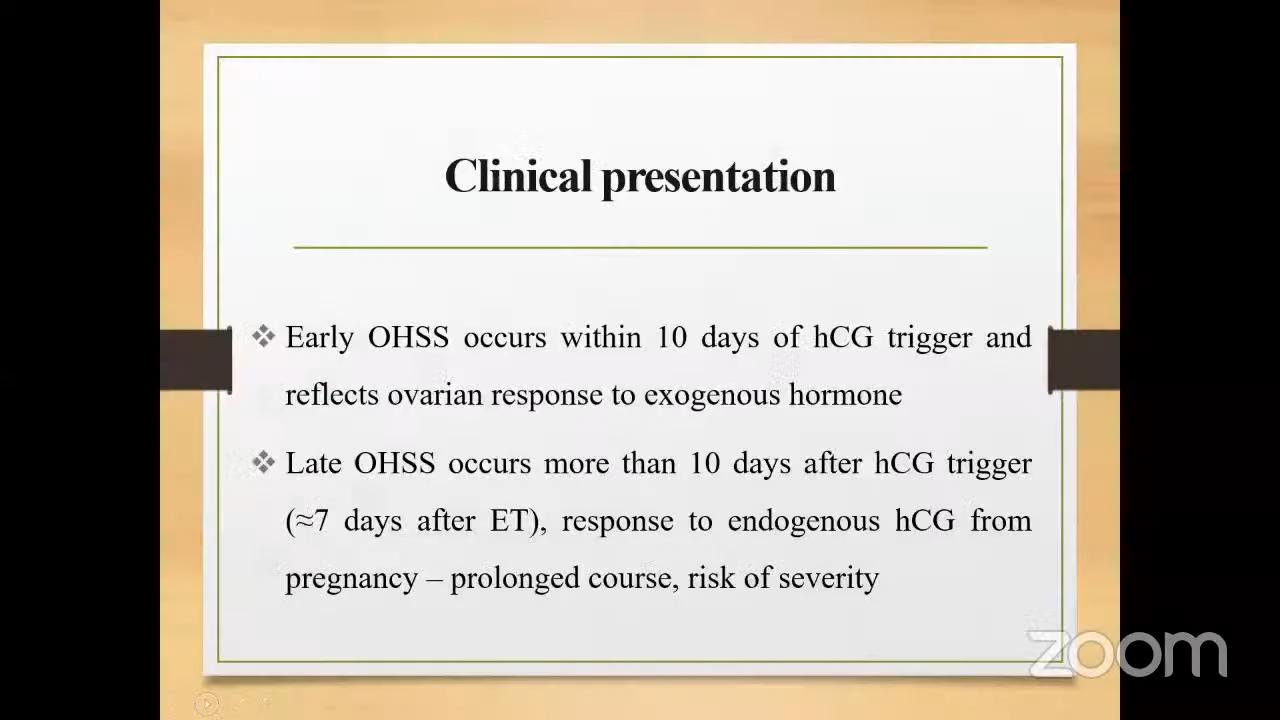 Clinical presentation
❖ Early OHSS occurs within 10 days of hCG trigger and
reflects ovarian response to exogenous hormone
❖ Late OHSS occurs more than 10 days after hCG trigger
(≈7 days after ET), response to endogenous hCG from
pregnancy – prolonged course, risk of severity
zoom